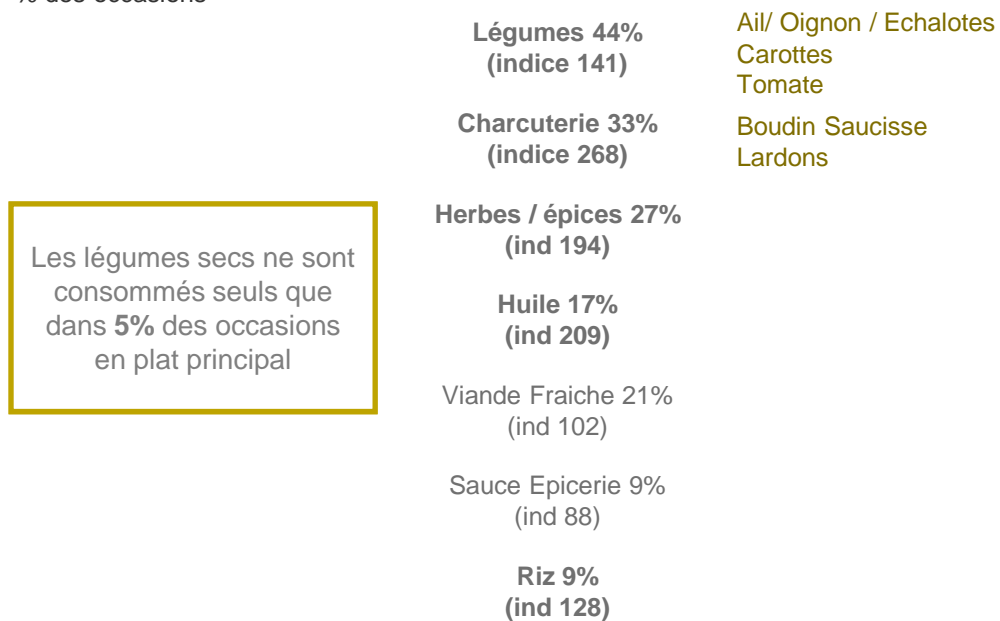 % des occasions
Légumes 44%
(indice 141)
Ail/ Oignon / Echalotes
Carottes
Tomate
Charcuterie 33%
(indice 268)
Boudin Saucisse
Lardons
Herbes / épices 27%
(ind 194)
Les légumes secs ne sont
consommés seuls que
dans 5% des occasions
en plat principal
Huile 17%
(ind 209)
Viande Fraiche 21%
(ind 102)
Sauce Epicerie 9%
(ind 88)
Riz 9%
(ind 128)